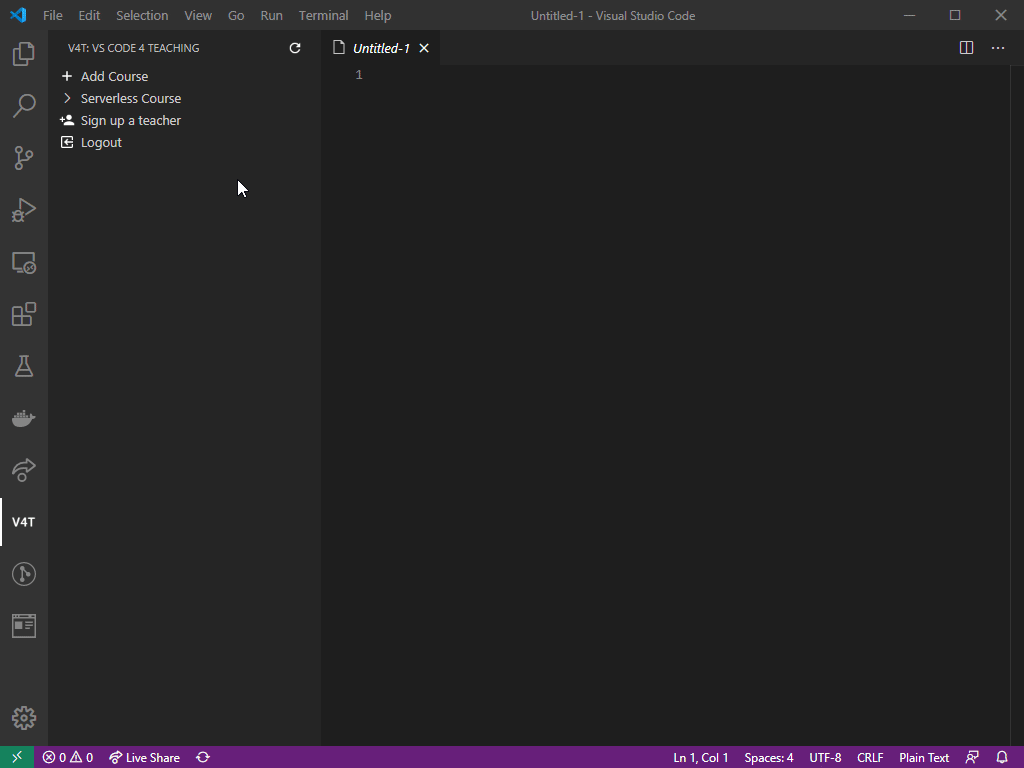 File Edit Selection View Go Run Terminal Help Untitled-1 - Visual Studio Code
V4T: VS CODE 4 TEACHING
Untitled-1
1
Add Course
Serverless Course
Sign up a teacher
Logout
V4T
0 0 Live Share Ln 1, Col 1 Spaces: 4 UTF-8 CRLF Plain Text